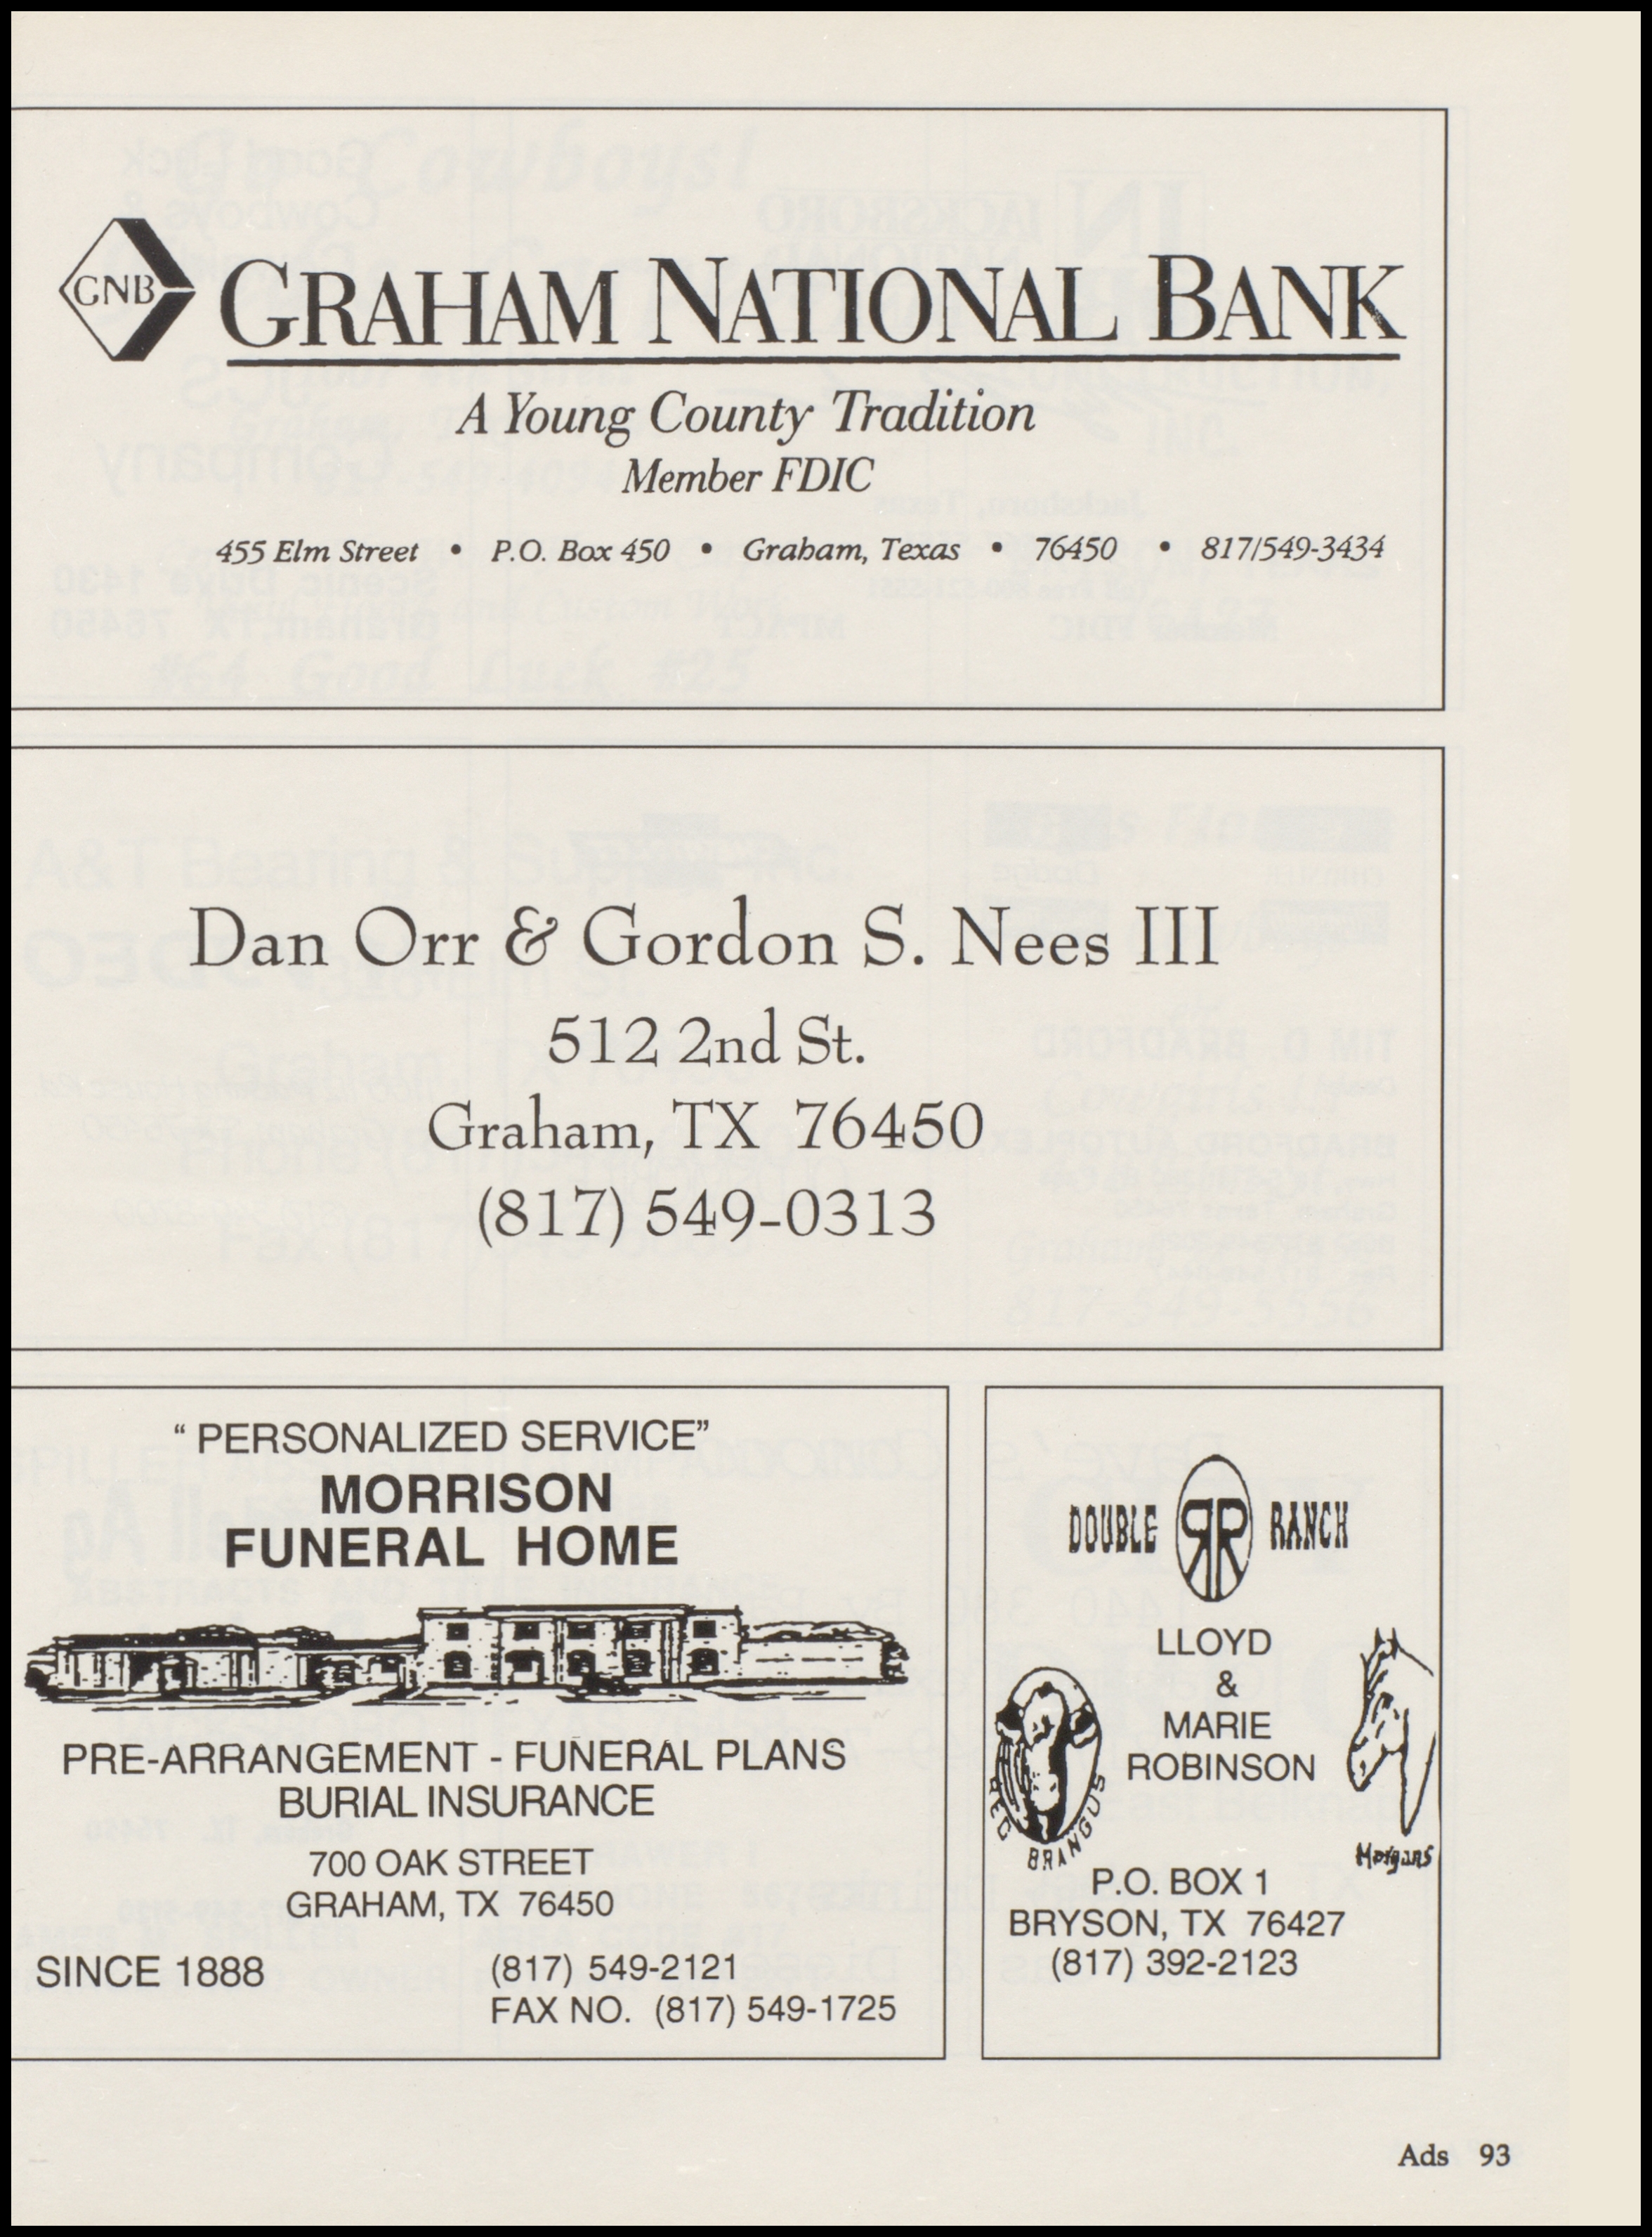 GNB GRAHAM NATIONAL BANK
A Young County Tradition
Member FDIC
455 Elm Street • P.O. Box 450 • Graham, Texas • 76450 • 817/549-3434
Dan Orr & Gordon S. Nees III
512 2nd St.
Graham, TX 76450
(817) 549-0313
“ PERSONALIZED SERVICE”
MORRISON
FUNERAL HOME
PRE-ARRANGEMENT - FUNERAL PLANS
BURIAL INSURANCE
700 OAK STREET
GRAHAM, TX 76450
SINCE 1888
(817) 549-2121
FAX NO. (817) 549-1725
DOUBLE RR RANCH
LLOYD
&
MARIE
ROBINSON
RED BRANGUS
Morgans
P.O. BOX 1
BRYSON, TX 76427
(817) 392-2123
Ads 93